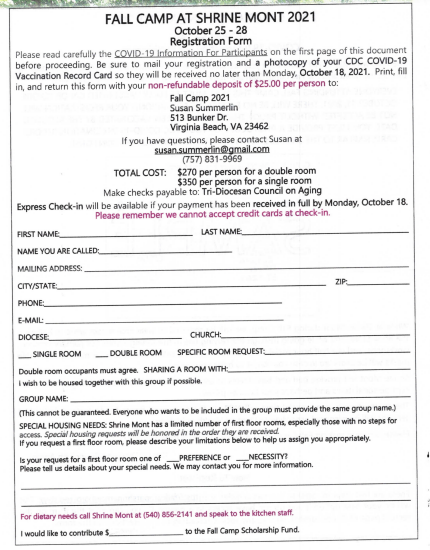 FALL CAMP AT SHRINE MONT 2021
October 25 - 28
Registration Form
Please read carefully the COVID-19 Information For Participants on the first page of this document
before proceeding. Be sure to mail your registration and a photocopy of your CDC COVID-19
Vaccination Record Card so they will be received no later than Monday, October 18, 2021. Print, fill
in, and return this form with your non-refundable deposit of $25.00 per person to:
Fall Camp 2021
Susan Summerlin
513 Bunker Dr.
Virginia Beach, VA 23462
If you have questions, please contact Susan at
susan.summerlin@gmail.com
(757) 831-9969
TOTAL COST: $270 per person for a double room
$350 per person for a single room
Make checks payable to: Tri-Diocesan Council on Aging
Express Check-in will be available if your payment has been received in full by Monday, October 18.
Please remember we cannot accept credit cards at check-in.
FIRST NAME:____________ LAST NAME:____________
NAME YOU ARE CALLED:____________
MAILING ADDRESS: ____________
CITY/STATE:____________ ZIP:____________
PHONE:____________
E-MAIL: ____________
DIOCESE:____________ CHURCH:____________
___ SINGLE ROOM ___ DOUBLE ROOM SPECIFIC ROOM REQUEST:____________
Double room occupants must agree. SHARING A ROOM WITH:____________
I wish to be housed together with this group if possible.
GROUP NAME: ____________
(This cannot be guaranteed. Everyone who wants to be included in the group must provide the same group name.)
SPECIAL HOUSING NEEDS: Shrine Mont has a limited number of first floor rooms, especially those with no steps for
access. Special housing requests will be honored in the order they are received.
If you request a first floor room, please describe your limitations below to help us assign you appropriately.
Is your request for a first floor room one of ___PREFERENCE or ___NECESSITY?
Please tell us details about your special needs. We may contact you for more information.
For dietary needs call Shrine Mont at (540) 856-2141 and speak to the kitchen staff.
I would like to contribute $____________ to the Fall Camp Scholarship Fund.